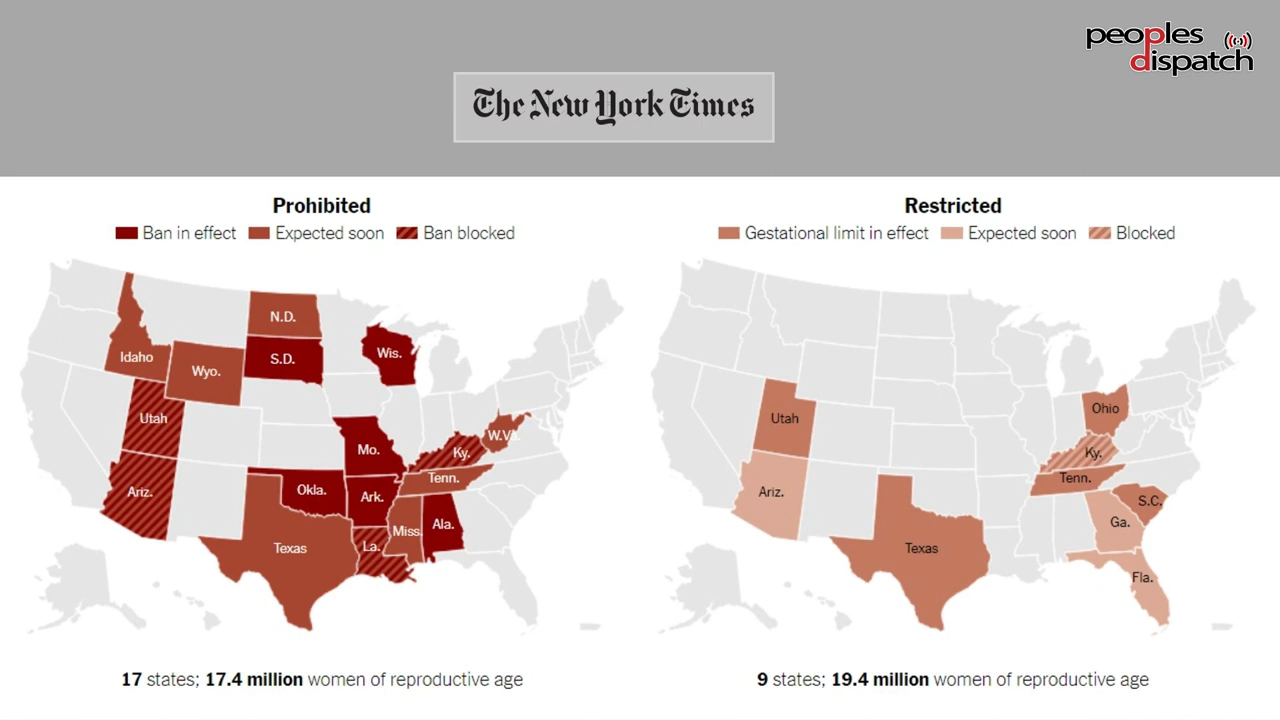 peoples
dispatch
The New York Times
Prohibited
Ban in effect Expected soon Ban blocked
Restricted
Gestational limit in effect Expected soon Blocked
N.D.
Idaho
S.D.
Wis.
Wyo.
Utah
W.Va.
Mo.
Ky.
Tenn.
Ariz.
Okla.
Ark.
Miss.
Ala.
Texas
La.
Ohio
Utah
Ky.
Tenn.
Ariz.
S.C.
Ga.
Texas
Fla.
17 states; 17.4 million women of reproductive age
9 states; 19.4 million women of reproductive age